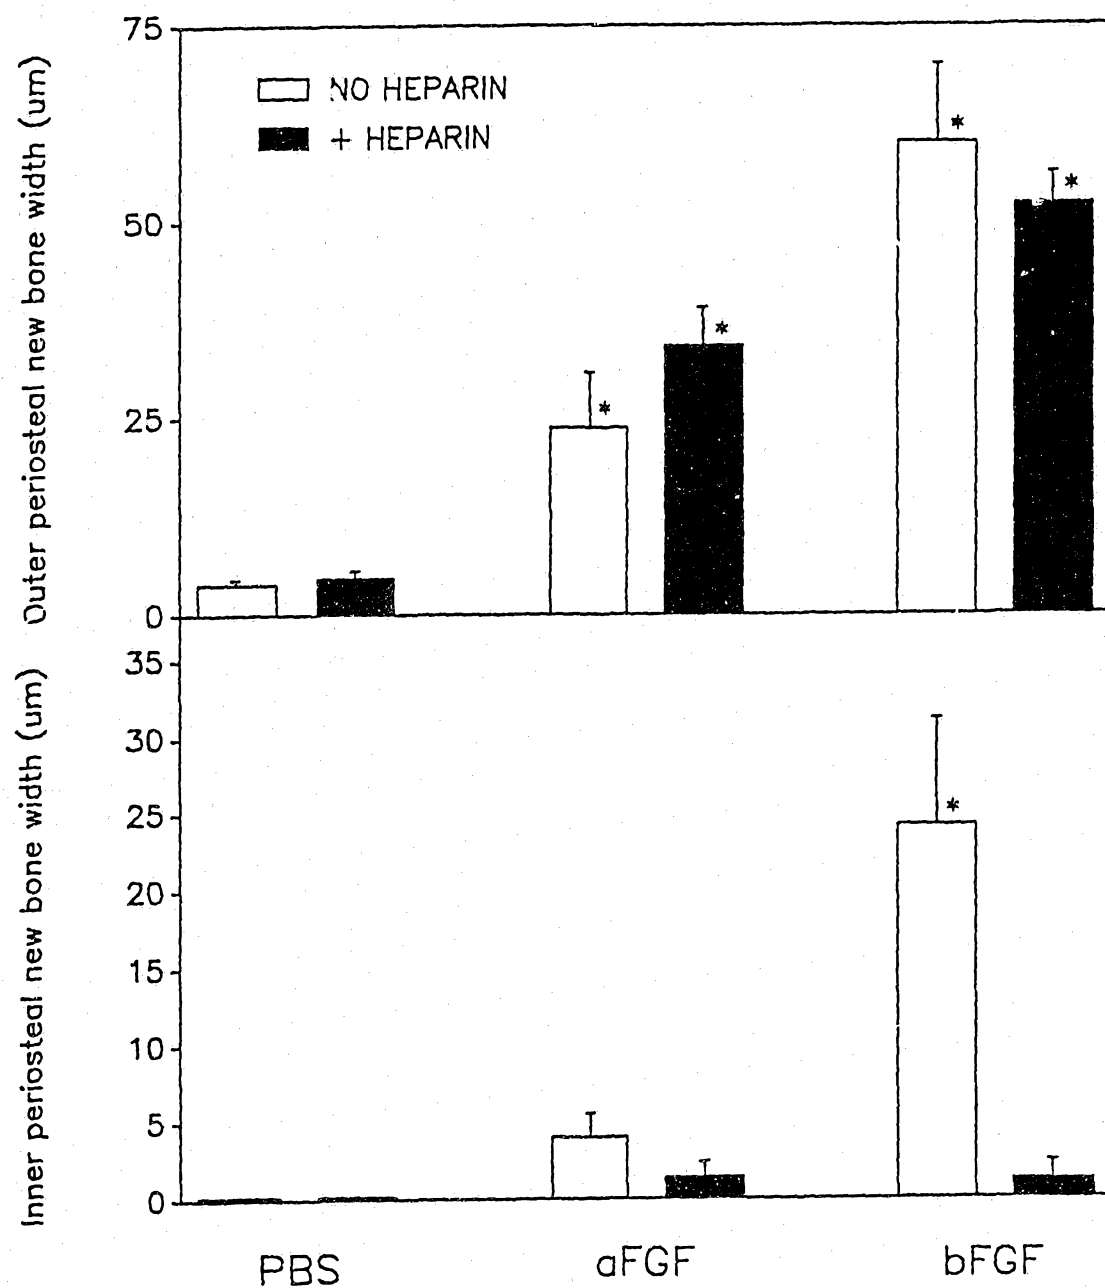 Outer periosteal new bone width (um)
75
50
25
0
NO HEPARIN
+ HEPARIN
*
*
*
*
Inner periosteal new bone width (um)
35
30
25
20
15
10
5
0
*
PBS
aFGF
bFGF